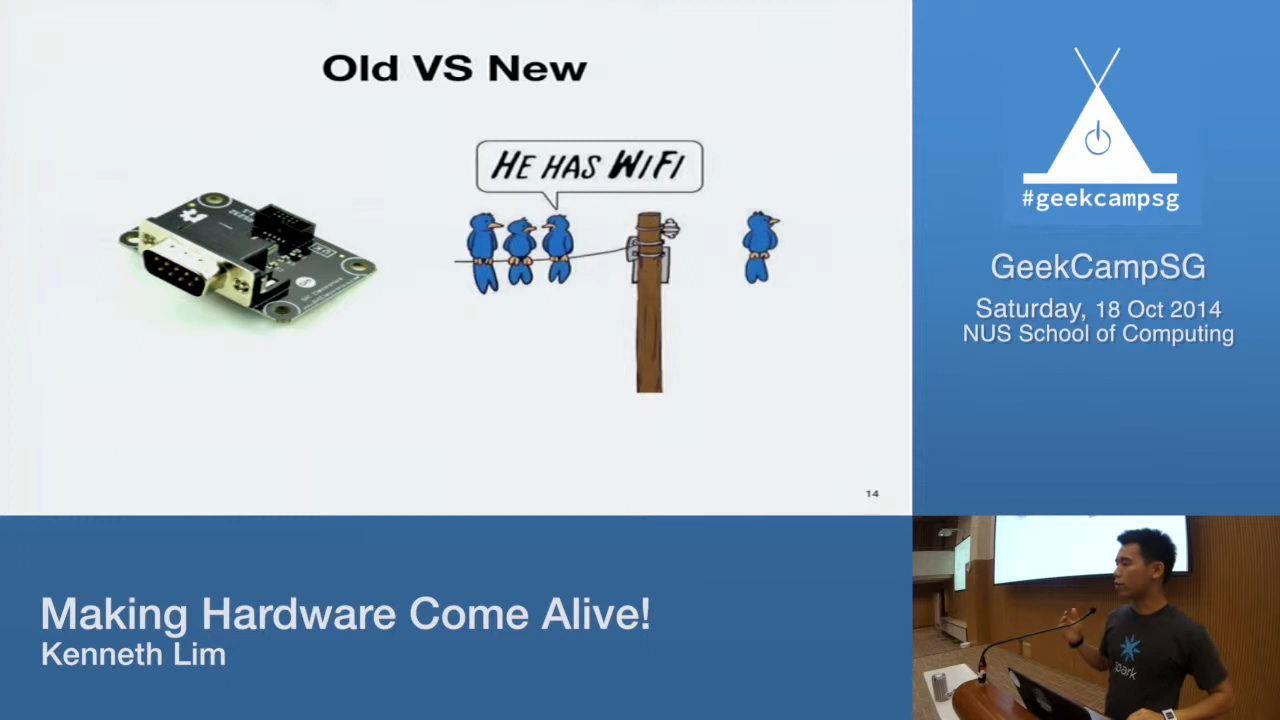 Old VS New
HE HAS WIFI
14
#geekcampsg
GeekCampSG
Saturday, 18 Oct 2014
NUS School of Computing
Making Hardware Come Alive!
Kenneth Lim
spark